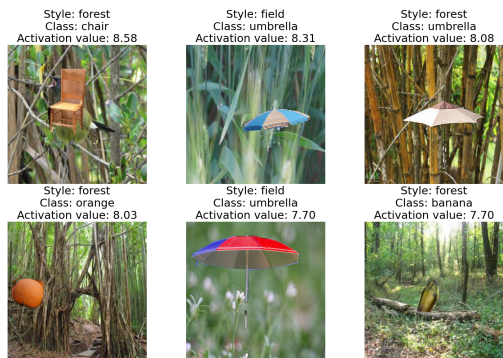 Style: forest
Class: chair
Activation value: 8.58
Style: field
Class: umbrella
Activation value: 8.31
Style: forest
Class: umbrella
Activation value: 8.08
Style: forest
Class: orange
Activation value: 8.03
Style: field
Class: umbrella
Activation value: 7.70
Style: forest
Class: banana
Activation value: 7.70